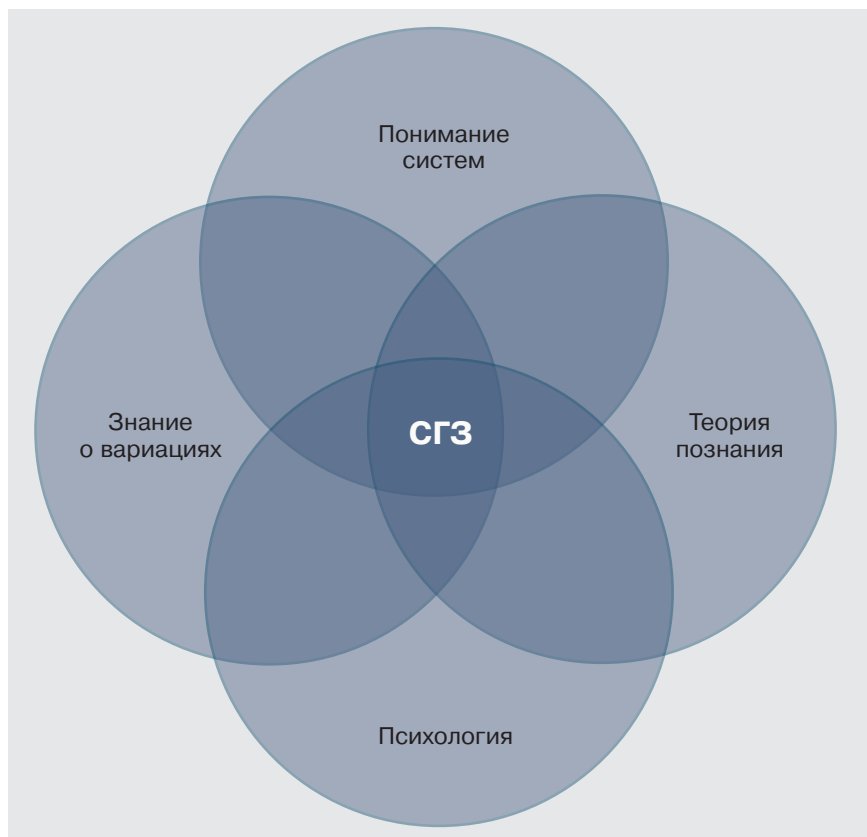 Понимание
систем
Знание
о вариациях
СГЗ
Теория
познания
Психология